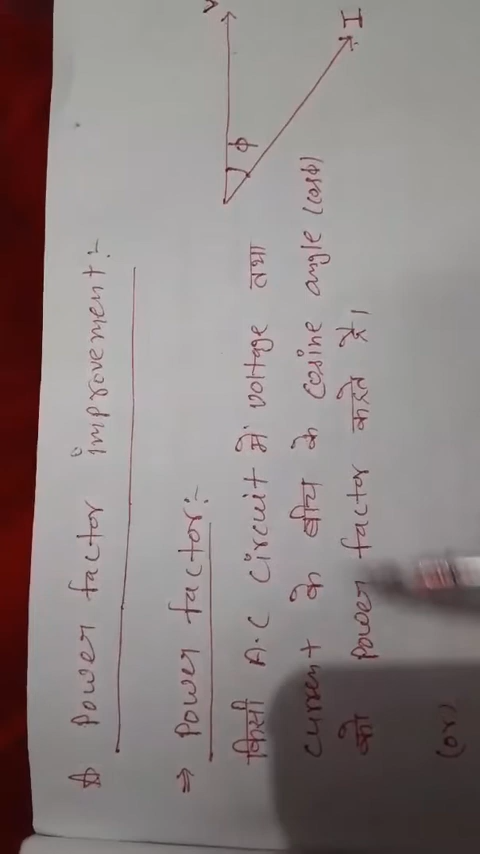 Power factor improvement:-
⇒ Power factor:-
किसी A.C circuit में voltage तथा
current के बीच के cosine angle (cosϕ)
को power factor कहते है।
(or)
V
ϕ
I